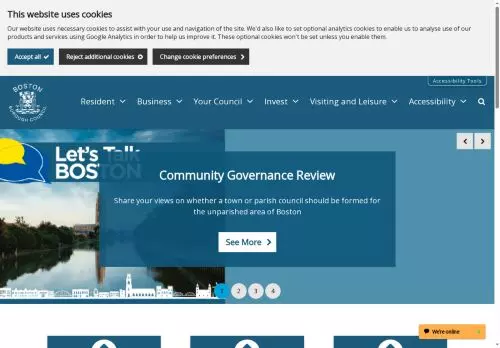 This website uses cookies
Our website uses necessary cookies to assist with your use and navigation of the site. We'd also like to set optional analytics cookies to enable us to analyse use of our
products and services using Google Analytics in order to help us improve it. These optional cookies won't be set unless you enable them.
Accept all
Reject additional cookies
Change cookie preferences
Accessibility Tools
BOSTON
BOROUGH COUNCIL
Resident
Business
Your Council
Invest
Visiting and Leisure
Accessibility
Let's Talk
BOSTON
Community Governance Review
Share your views on whether a town or parish council should be formed for
the unparished area of Boston
See More
1
2
3
4
We're online